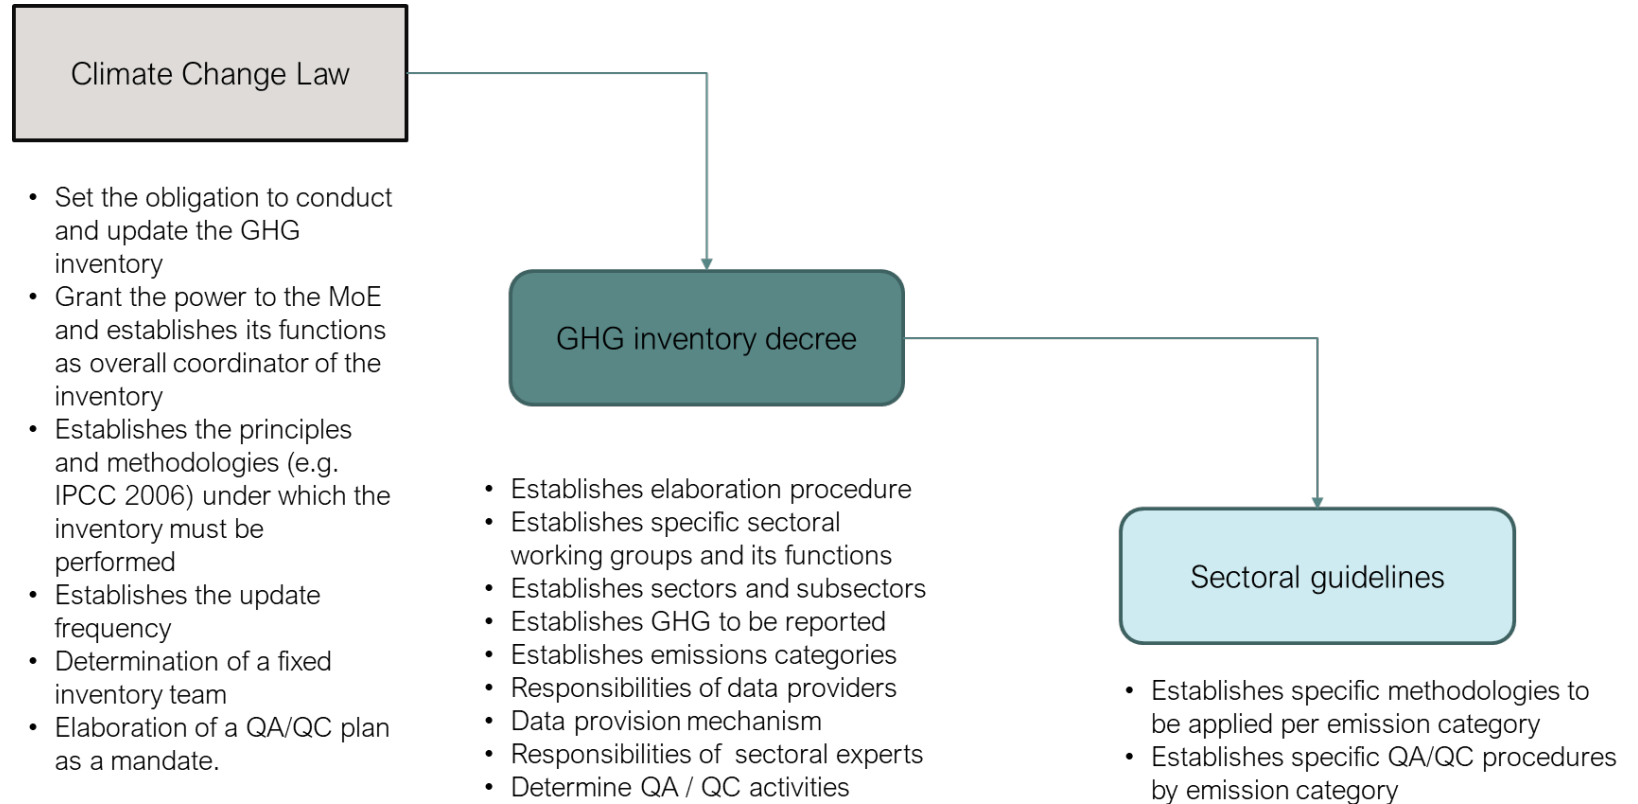 Climate Change Law
• Set the obligation to conduct
and update the GHG
inventory
• Grant the power to the MoE
and establishes its functions
as overall coordinator of the
inventory
• Establishes the principles
and methodologies (e.g.
IPCC 2006) under which the
inventory must be
performed
• Establishes the update
frequency
• Determination of a fixed
inventory team
• Elaboration of a QA/QC plan
as a mandate.
GHG inventory decree
• Establishes elaboration procedure
• Establishes specific sectoral
working groups and its functions
• Establishes sectors and subsectors
• Establishes GHG to be reported
• Establishes emissions categories
• Responsibilities of data providers
• Data provision mechanism
• Responsibilities of  sectoral experts
• Determine QA / QC activities
Sectoral guidelines
• Establishes specific methodologies to
be applied per emission category
• Establishes specific QA/QC procedures
by emission category